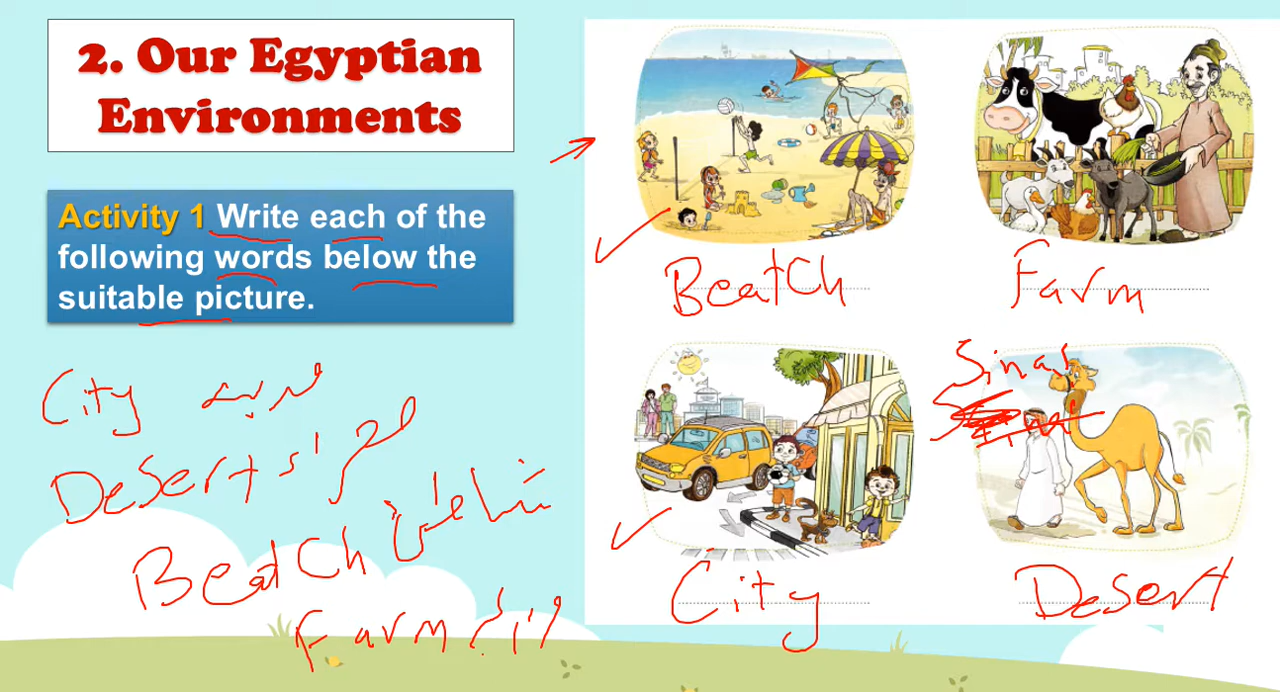 2. Our Egyptian
Environments
Activity 1 Write each of the
following words below the
suitable picture.
City مدينة
Desert صحراء
Beatch شاطئ
Farm مزرعة
Beatch
Farm
City
Desert